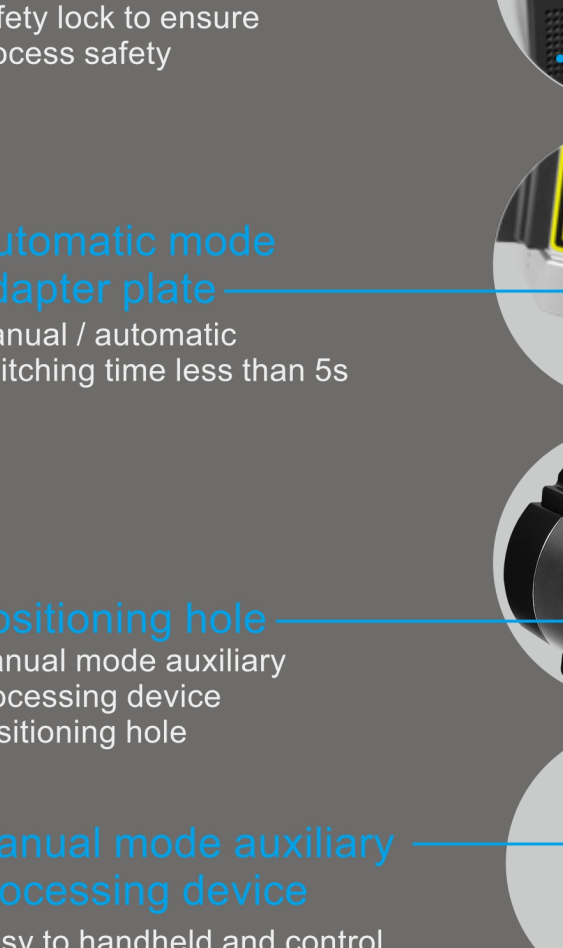 fety lock to ensure
ocess safety
utomatic mode
dapter plate
anual / automatic
itching time less than 5s
ositioning hole
anual mode auxiliary
ocessing device
sitioning hole
anual mode auxiliary
ocessing device
sy to handheld and control